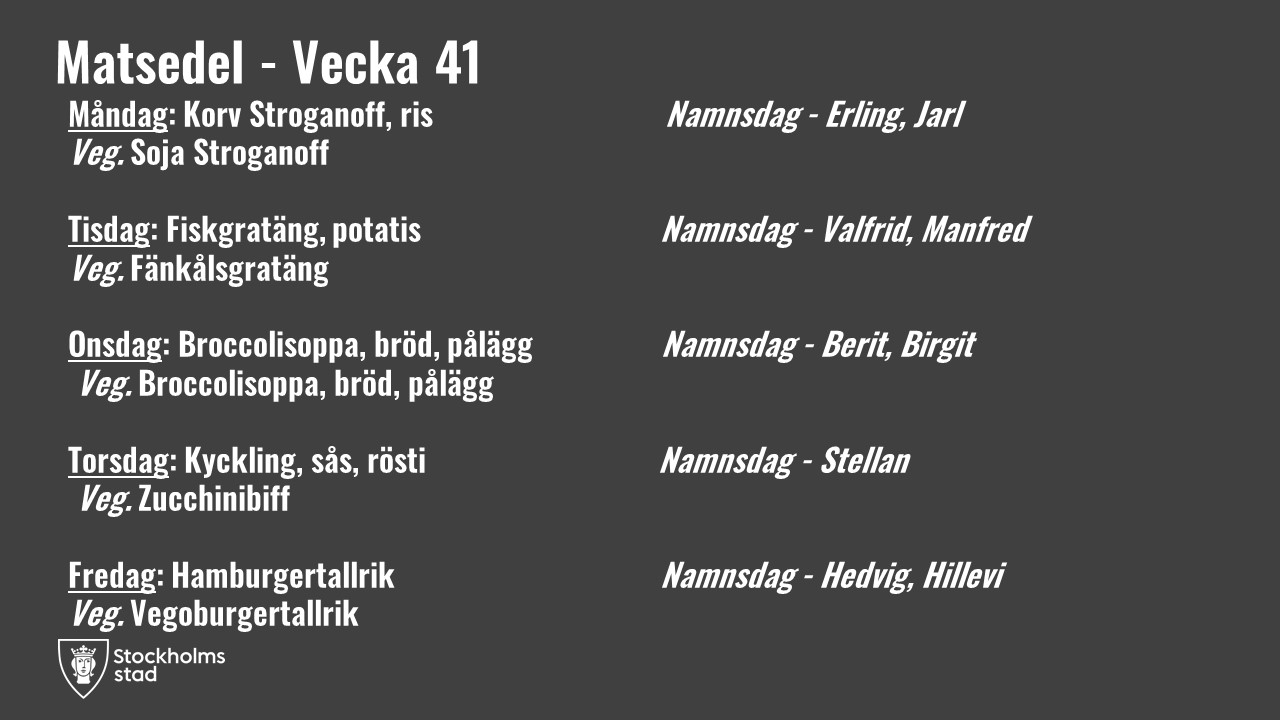 Matsedel - Vecka 41
Måndag: Korv Stroganoff, ris
Namnsdag - Erling, Jarl
Veg. Soja Stroganoff
Tisdag: Fiskgratäng, potatis
Namnsdag - Valfrid, Manfred
Veg. Fänkålsgratäng
Onsdag: Broccolisoppa, bröd, pålägg
Namnsdag - Berit, Birgit
Veg. Broccolisoppa, bröd, pålägg
Torsdag: Kyckling, sås, rösti
Namnsdag - Stellan
Veg. Zucchinibiff
Fredag: Hamburgertallrik
Namnsdag - Hedvig, Hillevi
Veg. Vegoburgertallrik
Stockholms
stad